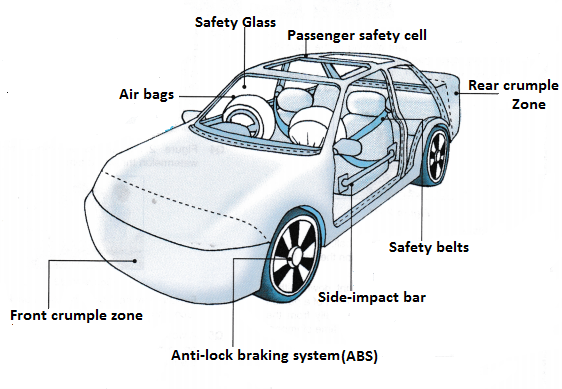 Safety Glass
Passenger safety cell
Air bags
Rear crumple
Zone
Safety belts
Side-impact bar
Front crumple zone
Anti-lock braking system(ABS)